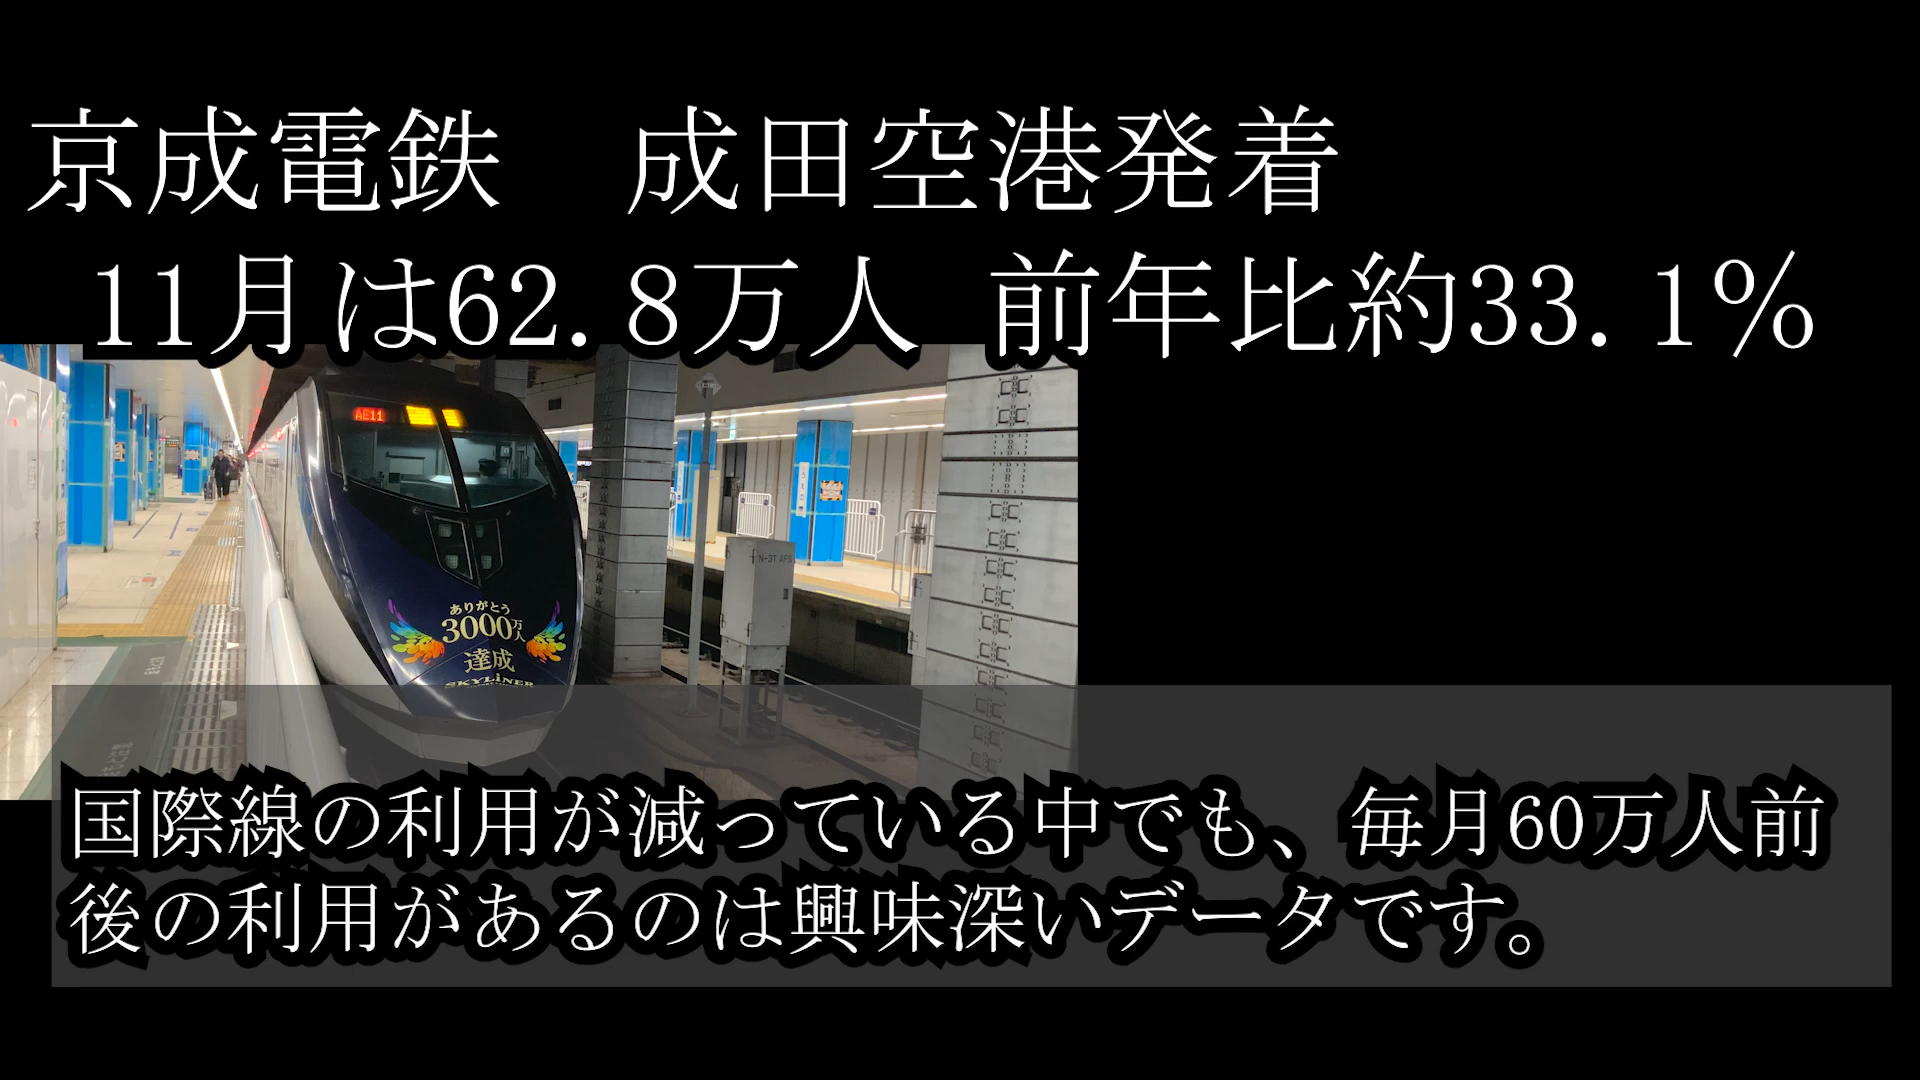 京成電鉄　成田空港発着
11月は62.8万人 前年比約33.1%
AE11
N-3T AFS
ありがとう
3000万人
達成
SKYLINER
国際線の利用が減っている中でも、毎月60万人前
後の利用があるのは興味深いデータです。